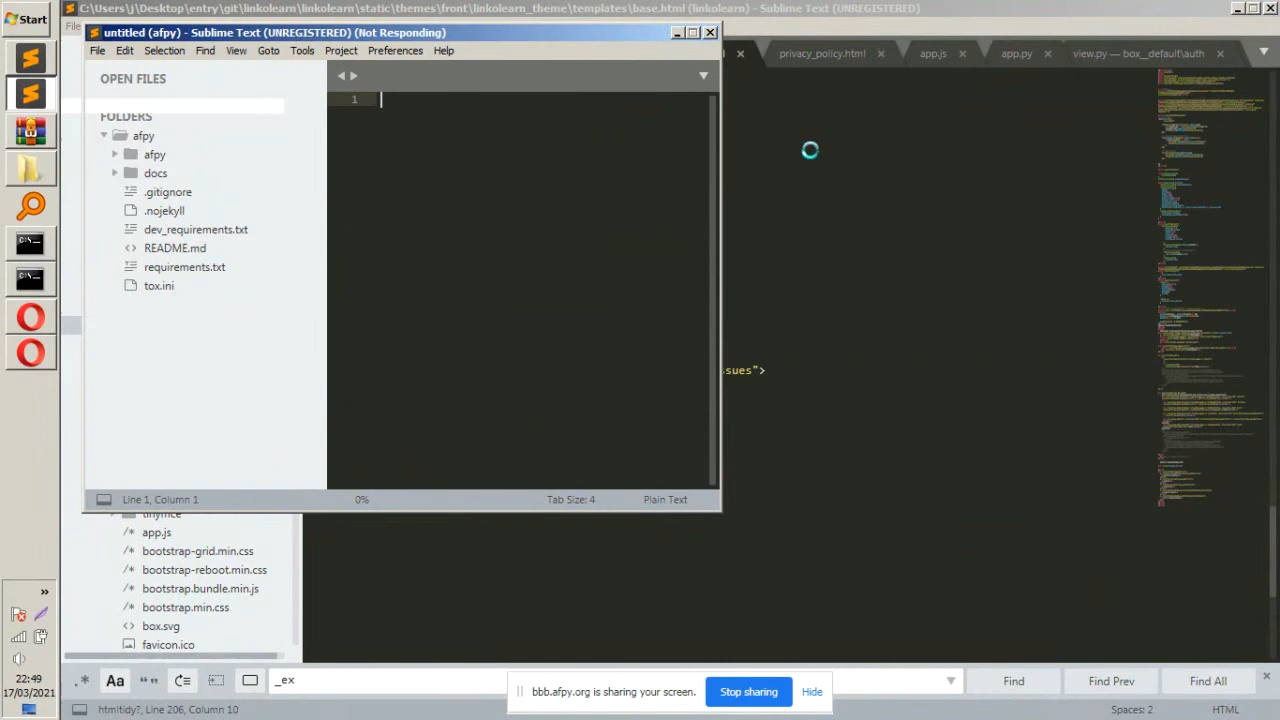 Start
C:\Users\j\Desktop\entry\git\linkolearn\linkolearn\static\themes\front\linkolearn_theme\templates\base.html (linkolearn) - Sublime Text (UNREGISTERED)
untitled (afpy) - Sublime Text (UNREGISTERED) (Not Responding)
File Edit Selection Find View Goto Tools Project Preferences Help
privacy_policy.html
app.js
app.py
view.py — box__default\auth
OPEN FILES
FOLDERS
afpy
afpy
docs
.gitignore
.nojekyll
dev_requirements.txt
README.md
requirements.txt
tox.ini
1
sues">
Line 1, Column 1
0%
Tab Size: 4
Plain Text
tinymce
app.js
bootstrap-grid.min.css
bootstrap-reboot.min.css
bootstrap.bundle.min.js
bootstrap.min.css
box.svg
favicon.ico
.* Aa “” _ex
Find
Find Prev
Find All
bbb.afpy.org is sharing your screen.
Stop sharing
Hide
htmltidy?, Line 206, Column 10
Spaces: 2
HTML
22:49
17/03/2021